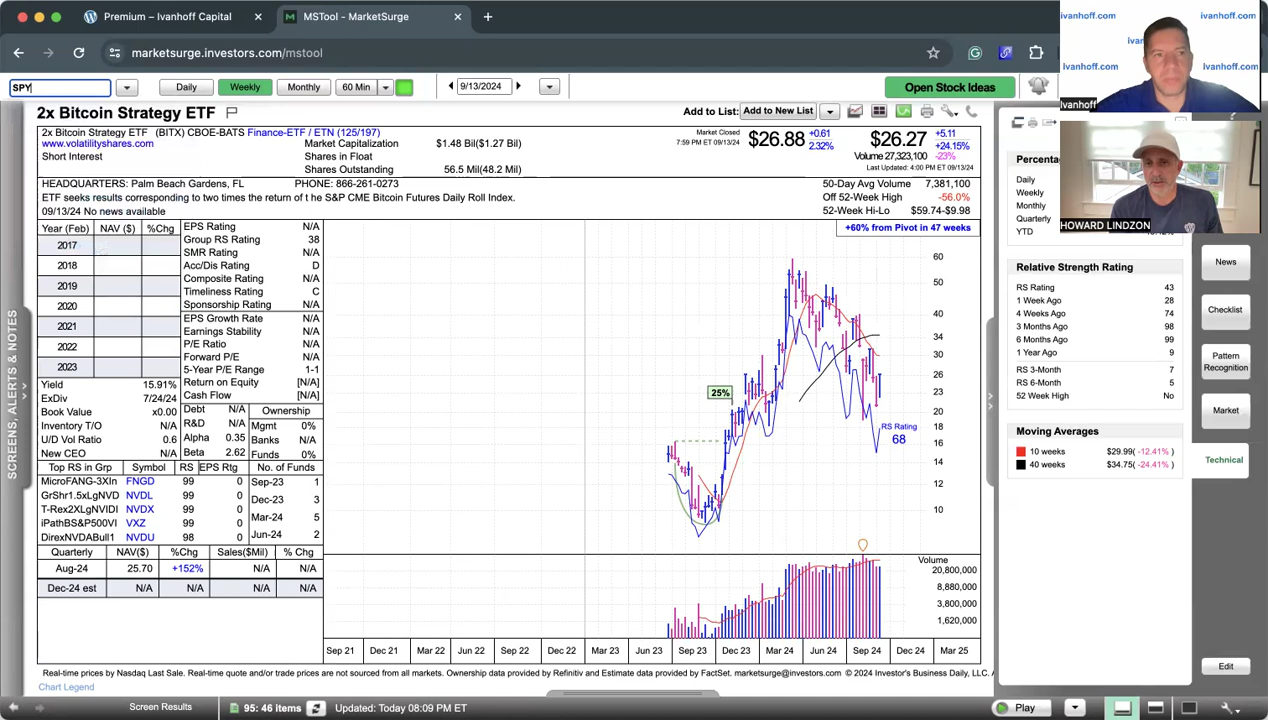 Premium – Ivanhoff Capital
MSTool - MarketSurge
marketsurge.investors.com/mstool
SPY
Daily
Weekly
Monthly
60 Min
9/13/2024
Open Stock Ideas
ivanhoff.com
ivanhoff.com
ivanhoff.com
ivanhoff.com
Ivanhoff
HOWARD LINDZON
2x Bitcoin Strategy ETF
Add to List: Add to New List
2x Bitcoin Strategy ETF (BITX) CBOE-BATS Finance-ETF / ETN (125/197)
www.volatilityshares.com
Market Capitalization $1.48 Bil($1.27 Bil)
Short Interest
Shares in Float
Shares Outstanding 56.5 Mil(48.2 Mil)
Market Closed
7:59 PM ET 09/13/24
$26.88 +0.61 2.32%
$26.27 +5.11 +24.15%
Volume 27,323,100 -23%
Last Updated: 4:00 PM ET 09/13/24
HEADQUARTERS: Palm Beach Gardens, FL PHONE: 866-261-0273
ETF seeks results corresponding to two times the return of t he S&P CME Bitcoin Futures Daily Roll Index.
09/13/24 No news available
50-Day Avg Volume 7,381,100
Off 52-Week High -56.0%
52-Week Hi-Lo $59.74-$9.98
Year (Feb) NAV ($) %Chg
2017
2018
2019
2020
2021
2022
2023
EPS Rating N/A
Group RS Rating 38
SMR Rating N/A
Acc/Dis Rating D
Composite Rating N/A
Timeliness Rating C
Sponsorship Rating N/A
EPS Growth Rate N/A
Earnings Stability N/A
P/E Ratio N/A
Forward P/E N/A
5-Year P/E Range 1-1
Return on Equity [N/A]
Cash Flow [N/A]
Yield 15.91%
ExDiv 7/24/24
Book Value x0.00
Inventory T/O N/A
U/D Vol Ratio 0.6
New CEO N/A
Debt N/A
R&D N/A
Alpha 0.35
Beta 2.62
Ownership
Mgmt 0%
Banks 0%
Funds 0%
Top RS in Grp Symbol RS EPS Rtg
MicroFANG-3XIn FNGD 99 0
GrShr1.5xLgNVD NVDL 99 0
T-Rex2XLgNVIDI NVDX 99 0
iPathBS&P500VI VXZ 99 0
DirexNVDABull1 NVDU 98 0
No. of Funds
Sep-23 1
Dec-23 3
Mar-24 5
Jun-24 2
Quarterly NAV($) %Chg Sales($Mil) % Chg
Aug-24 25.70 +152% N/A N/A
Dec-24 est N/A N/A N/A N/A
+60% from Pivot in 47 weeks
60
50
40
34
30
26
23
20
16
14
12
10
25%
RS Rating
68
Volume
20,800,000
8,880,000
3,800,000
1,620,000
Sep 21 Dec 21 Mar 22 Jun 22 Sep 22 Dec 22 Mar 23 Jun 23 Sep 23 Dec 23 Mar 24 Jun 24 Sep 24 Dec 24 Mar 25
Real-time prices by Nasdaq Last Sale. Real-time quote and/or trade prices are not sourced from all markets. Ownership data provided by Refinitiv and Estimate data provided by FactSet. marketsurge@investors.com © 2024 Investor's Business Daily, LLC.
Chart Legend
Daily
Weekly
Monthly
Quarterly
YTD
Relative Strength Rating
RS Rating 43
1 Week Ago 28
4 Weeks Ago 74
3 Months Ago 98
6 Months Ago 99
1 Year Ago 9
RS 3-Month 7
RS 6-Month 5
52 Week High No
Moving Averages
10 weeks $29.99( -12.41% )
40 weeks $34.75( -24.41% )
News
Checklist
Pattern
Recognition
Market
Technical
Edit
SCREENS, ALERTS & NOTES
Screen Results
95: 46 items
Updated: Today 08:09 PM ET
Play